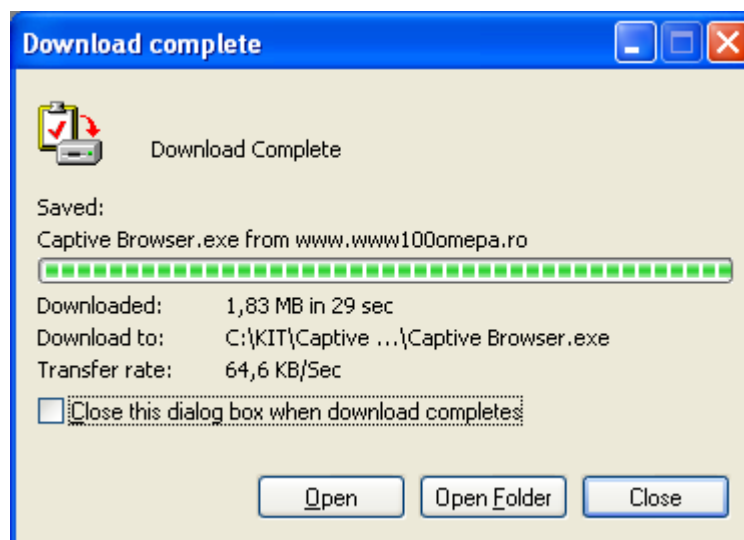 Download complete
Download Complete
Saved:
Captive Browser.exe from www.www100omepa.ro
Downloaded: 1,83 MB in 29 sec
Download to: C:\KIT\Captive ...\Captive Browser.exe
Transfer rate: 64,6 KB/Sec
Close this dialog box when download completes
Open Open Folder Close